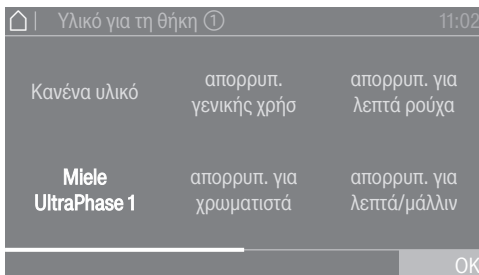 Υλικό για τη θήκη ① 11:02
Κανένα υλικό
απορρυπ.
γενικής χρήσ
απορρυπ. για
λεπτά ρούχα
Miele
UltraPhase 1
απορρυπ. για
χρωματιστά
απορρυπ. για
λεπτά/μάλλιν
OK